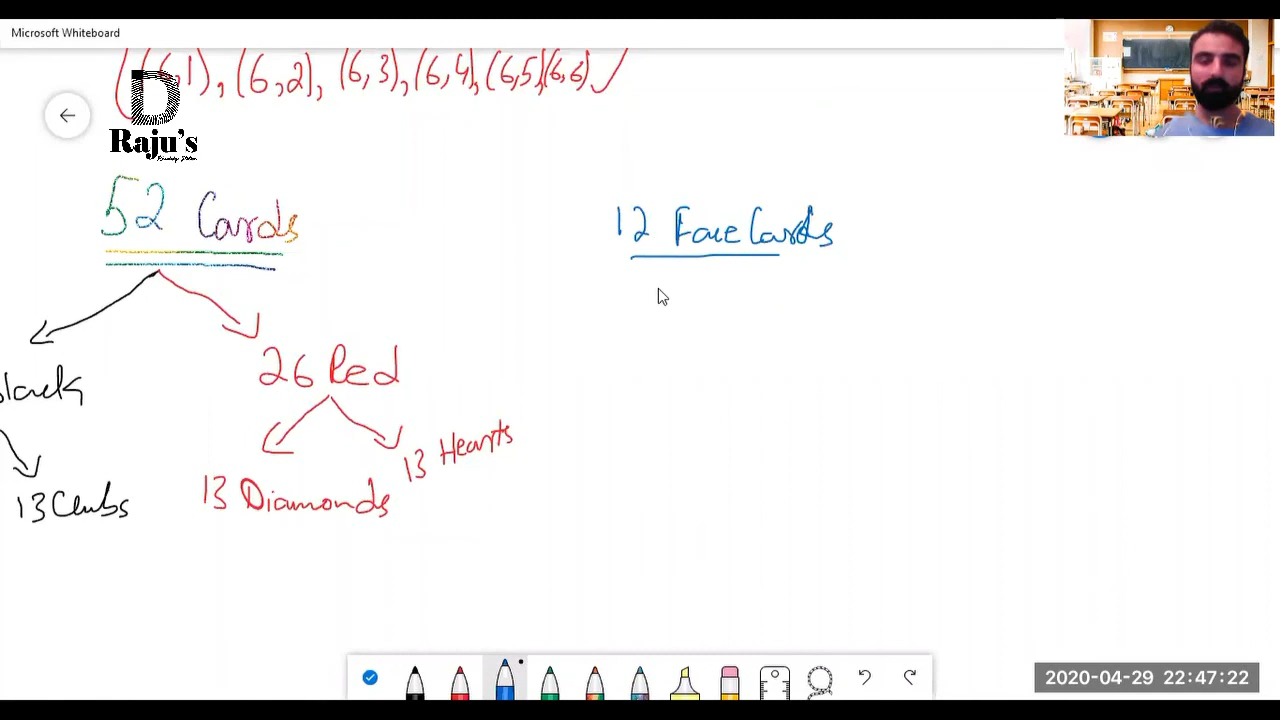 Microsoft Whiteboard
(6,1), (6,2), (6,3), (6,4), (6,5), (6,6)
D
Raju's
52 Cards
12 Face Cards
26 Red
13 Hearts
13 Diamonds
13 Clubs
2020-04-29 22:47:22